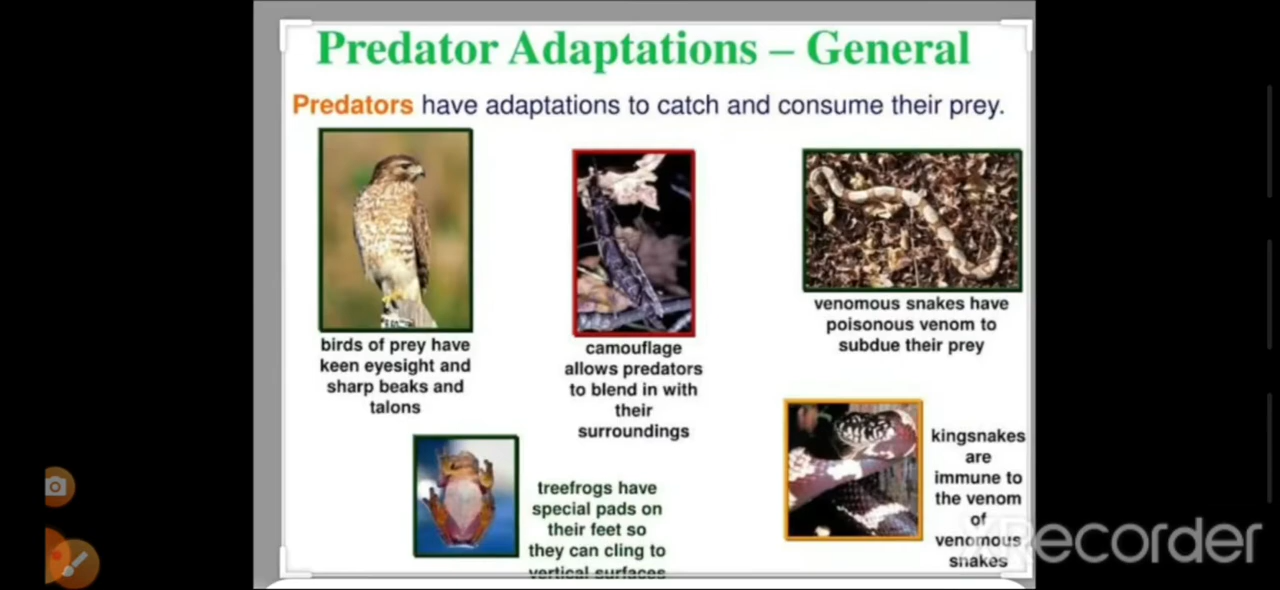 Predator Adaptations – General
Predators have adaptations to catch and consume their prey.
birds of prey have
keen eyesight and
sharp beaks and
talons
camouflage
allows predators
to blend in with
their
surroundings
venomous snakes have
poisonous venom to
subdue their prey
treefrogs have
special pads on
their feet so
they can cling to
vertical surfaces
kingsnakes
are
immune to
the venom
of
venomous
snakes
XRecorder